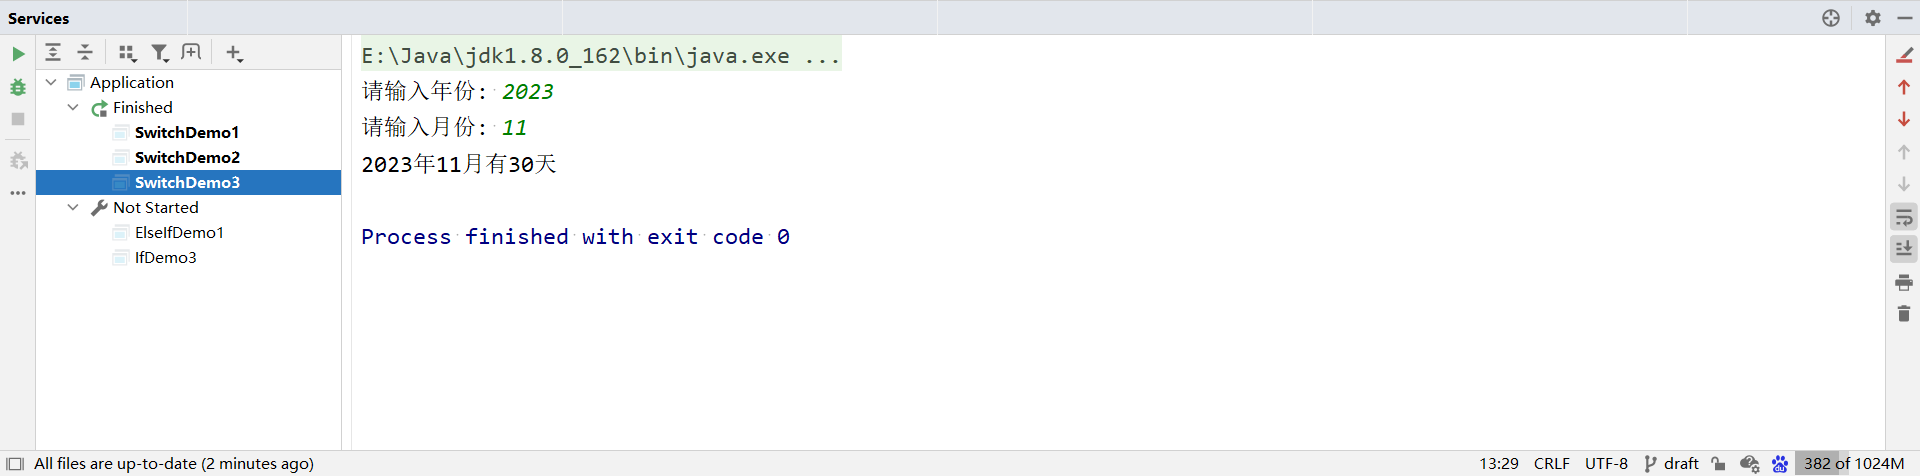 Services
Application
Finished
SwitchDemo1
SwitchDemo2
SwitchDemo3
Not Started
ElseIfDemo1
IfDemo3
E:\Java\jdk1.8.0_162\bin\java.exe ...
请输入年份: 2023
请输入月份: 11
2023年11月有30天
Process finished with exit code 0
All files are up-to-date (2 minutes ago)
13:29 CRLF UTF-8 draft du 382 of 1024M